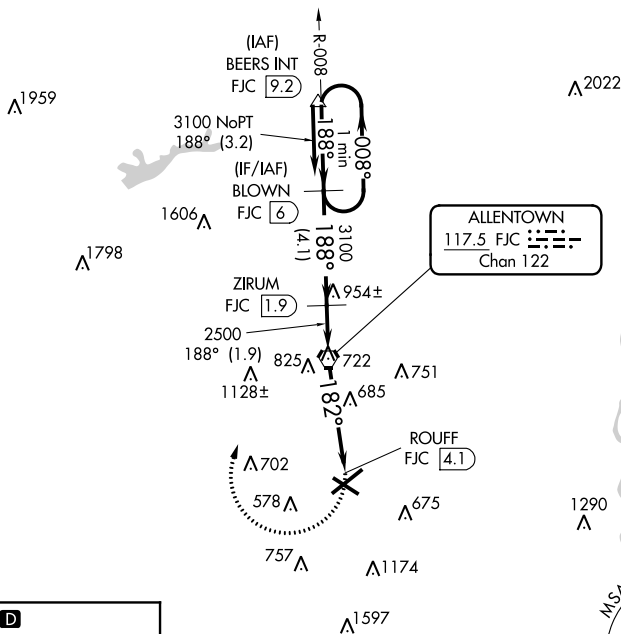 (IAF)
BEERS INT
FJC 9.2
R-008
2022
1959
3100 NoPT
188° (3.2)
188°
1 min
008°
(IF/IAF)
BLOWN
FJC 6
1606
3100
188°
(4.1)
ALLENTOWN
117.5 FJC
Chan 122
1798
ZIRUM
FJC 1.9
954±
2500
188° (1.9)
825
722
751
1128±
685
182°
ROUFF
FJC 4.1
702
578
675
1290
757
1174
1597
D
MSA